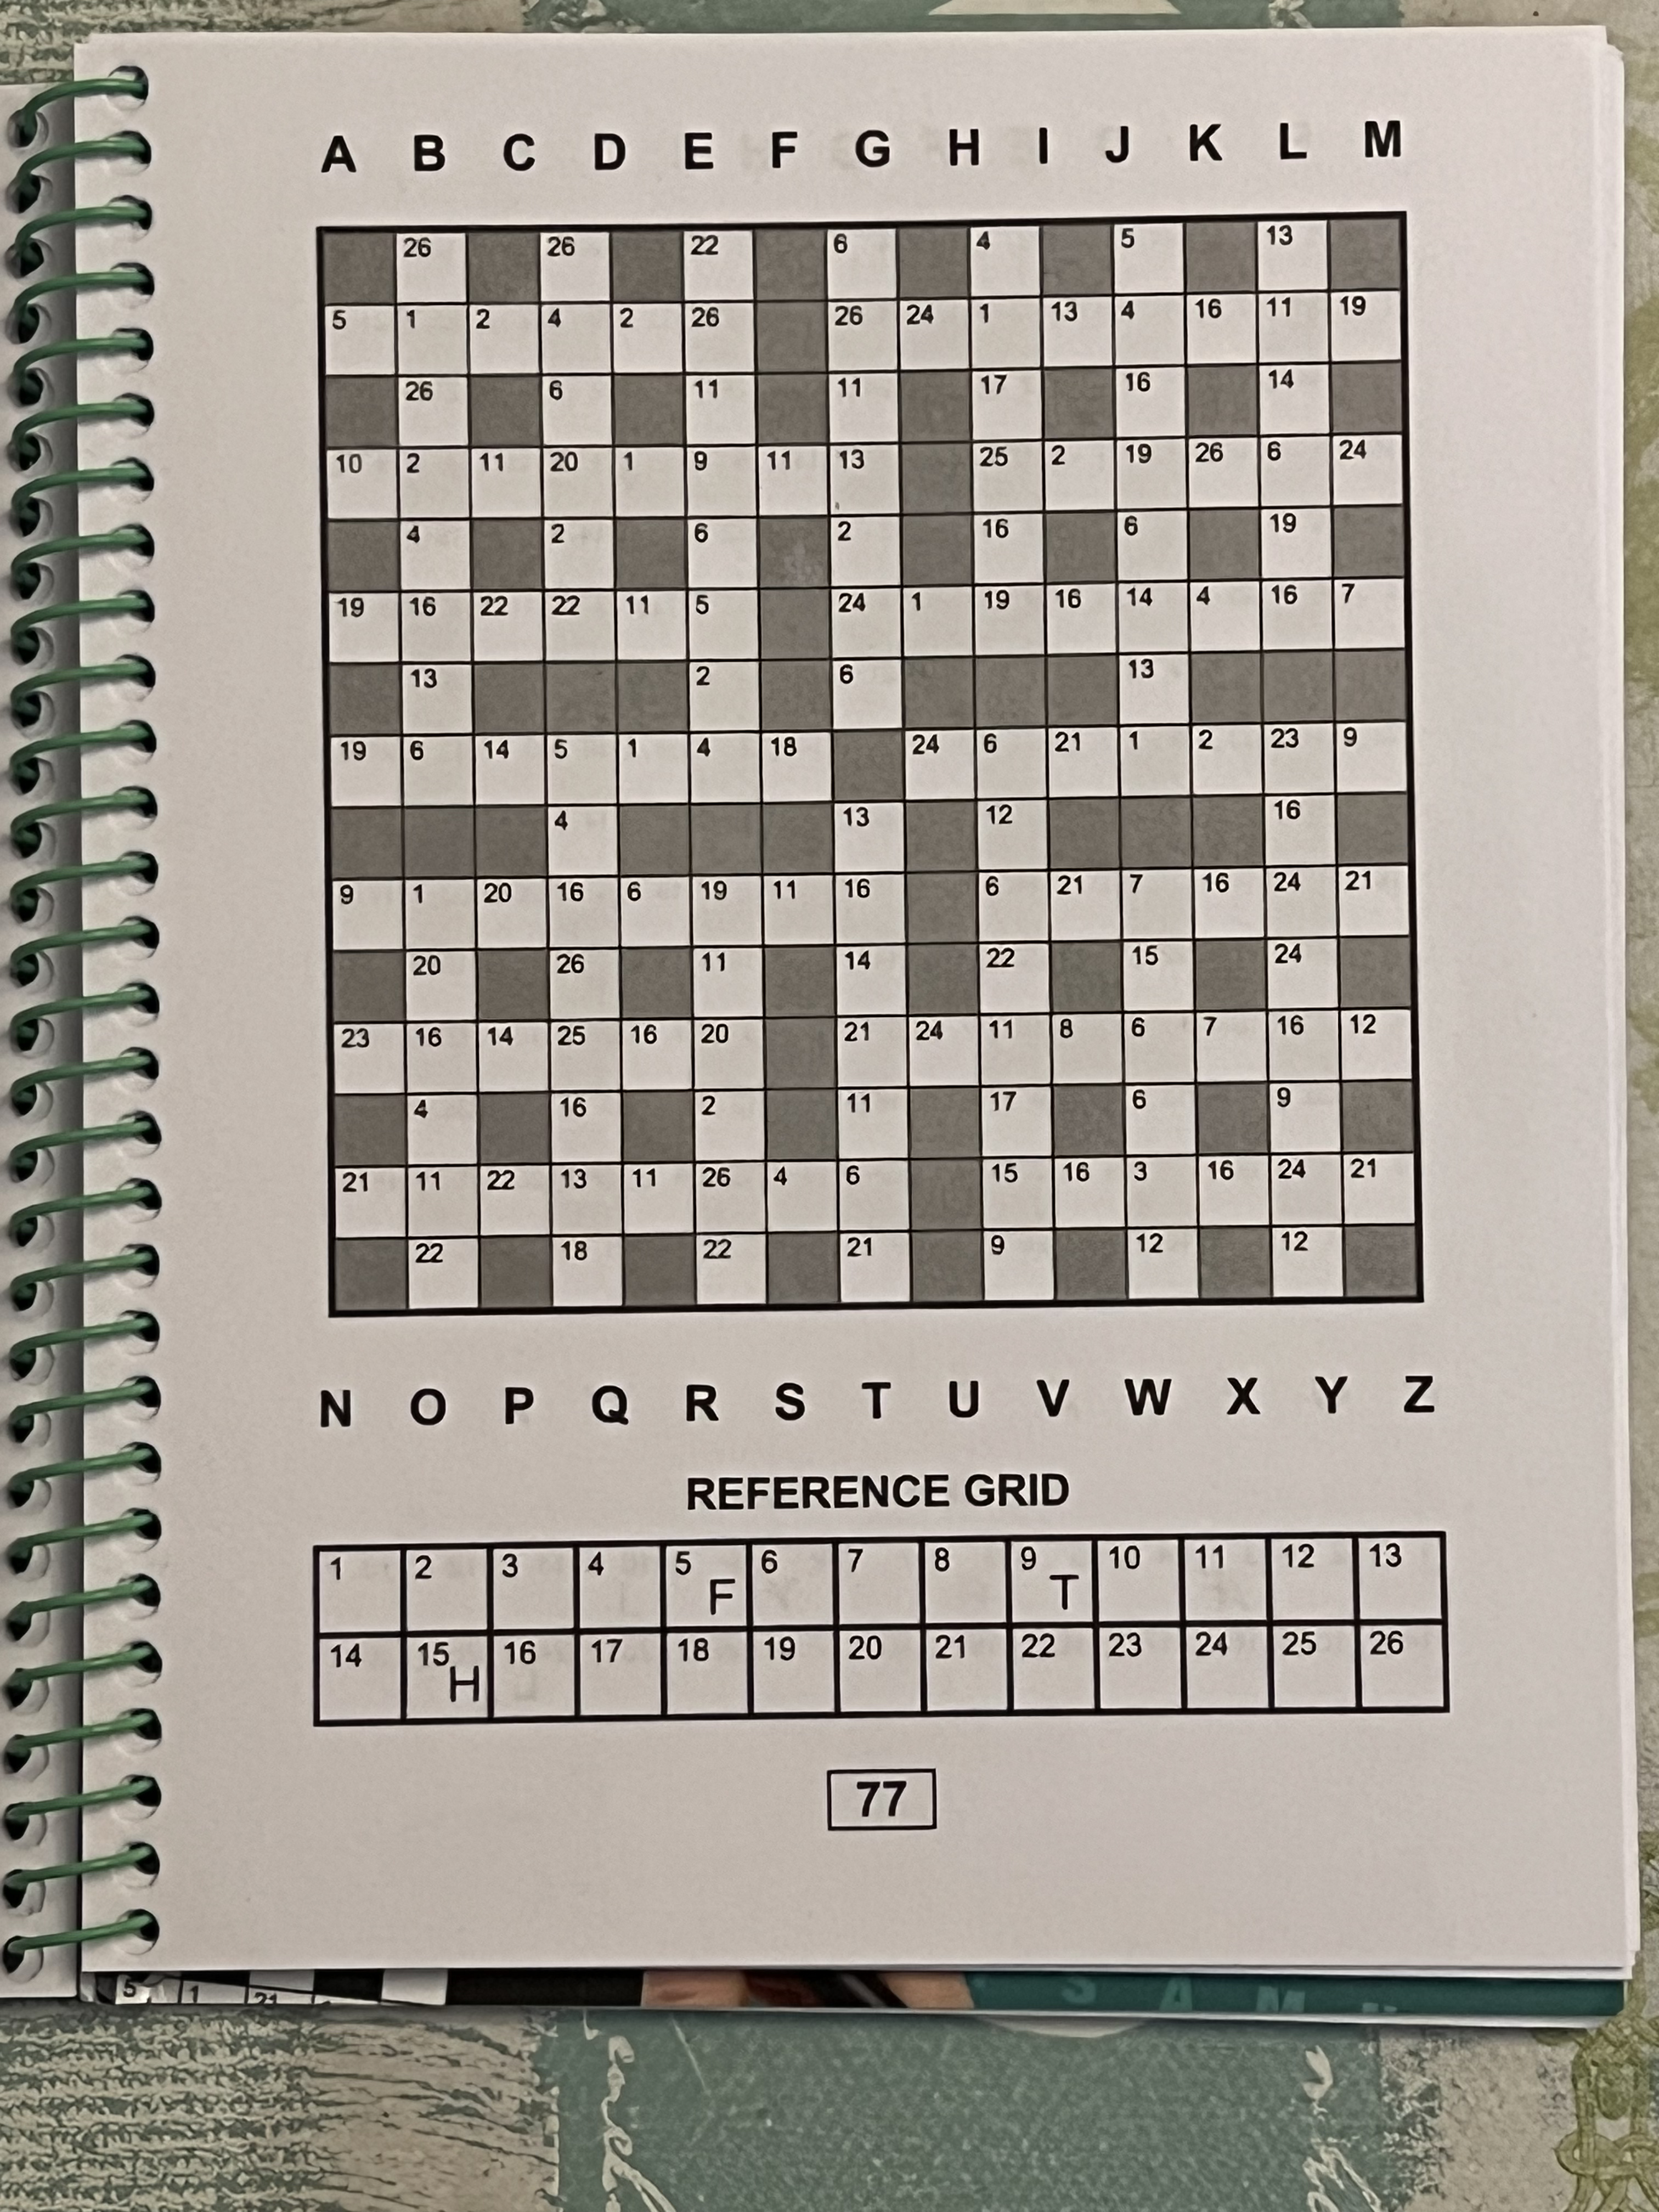 A B C D E F G H I J K L M
26 26 22 6 4 5 13
5 1 2 4 2 26 26 24 1 13 4 16 11 19
26 6 11 11 17 16 14
10 2 11 20 1 9 11 13 25 2 19 26 6 24
4 2 6 2 16 6 19
19 16 22 22 11 5 24 1 19 16 14 4 16 7
13 2 6 13
19 6 14 5 1 4 18 24 6 21 1 2 23 9
4 13 12 16
9 1 20 16 6 19 11 16 6 21 7 16 24 21
20 26 11 14 22 15 24
23 16 14 25 16 20 21 24 11 8 6 7 16 12
4 16 2 11 17 6 9
21 11 22 13 11 26 4 6 15 16 3 16 24 21
22 18 22 21 9 12 12
N O P Q R S T U V W X Y Z
REFERENCE GRID
1 2 3 4 5 F 6 7 8 9 T 10 11 12 13
14 15 H 16 17 18 19 20 21 22 23 24 25 26
77
5 1 21